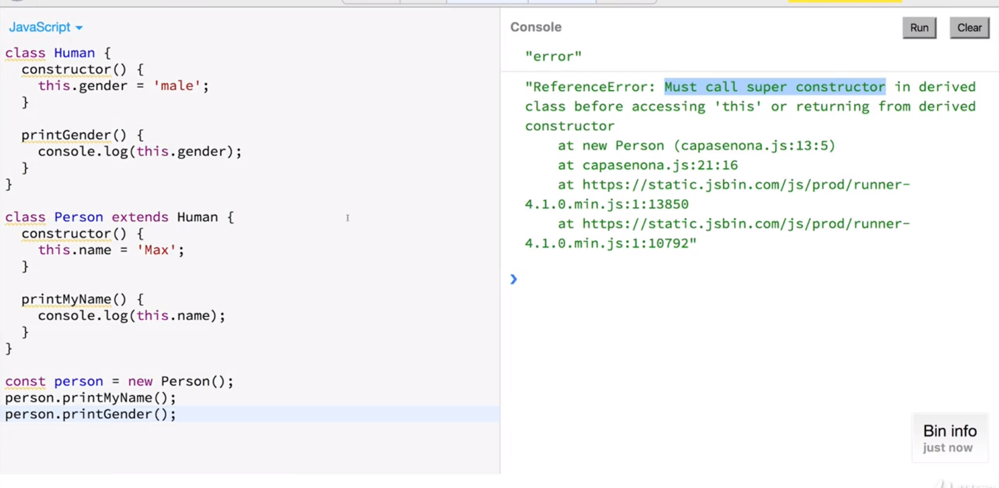 JavaScript
class Human {
  constructor() {
    this.gender = 'male';
  }

  printGender() {
    console.log(this.gender);
  }
}

class Person extends Human {
  constructor() {
    this.name = 'Max';
  }

  printMyName() {
    console.log(this.name);
  }
}

const person = new Person();
person.printMyName();
person.printGender();
Console
Run
Clear
"error"
"ReferenceError: Must call super constructor in derived
class before accessing 'this' or returning from derived
constructor
    at new Person (capasenona.js:13:5)
    at capasenona.js:21:16
    at https://static.jsbin.com/js/prod/runner-
4.1.0.min.js:1:13850
    at https://static.jsbin.com/js/prod/runner-
4.1.0.min.js:1:10792"
Bin info
just now